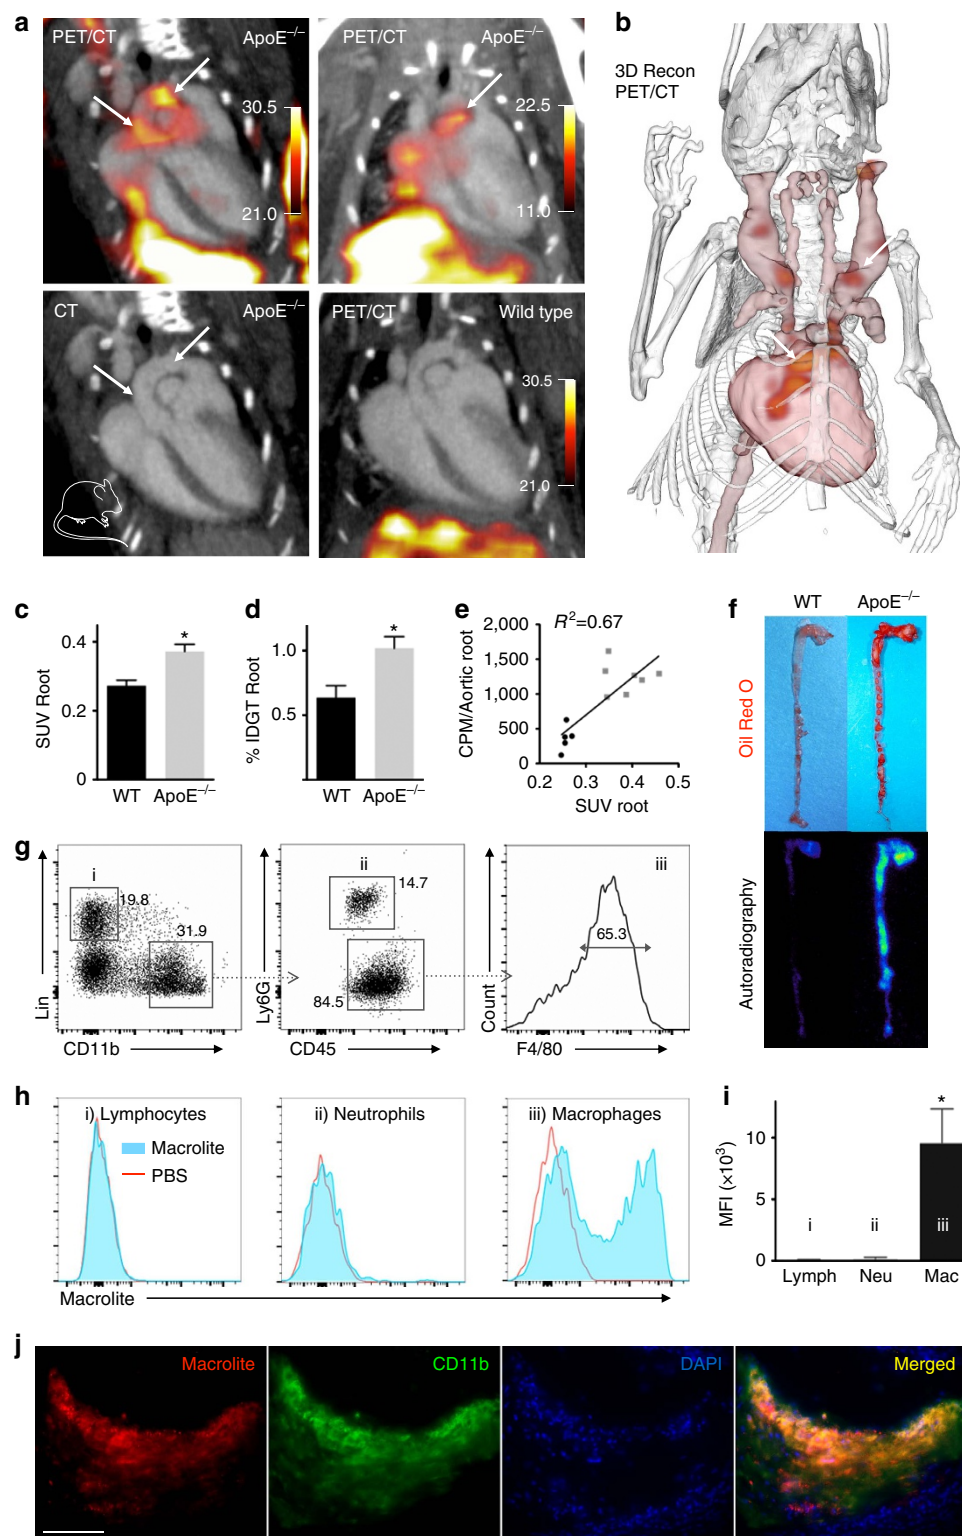 a
PET/CT
ApoE−/−
30.5
21.0
PET/CT
ApoE−/−
22.5
11.0
CT
ApoE−/−
PET/CT
Wild type
30.5
21.0
b
3D Recon
PET/CT
c
SUV Root
0.4
0.2
0
*
WT
ApoE−/−
d
% IDGT Root
1.0
0.5
*
WT
ApoE−/−
e
R²=0.67
CPM/Aortic root
2,000
1,500
1,000
500
0
0.2
0.3
0.4
0.5
SUV root
f
WT
ApoE−/−
Oil Red O
Autoradiography
g
i
19.8
31.9
Lin
CD11b
ii
14.7
84.5
Ly6G
CD45
iii
65.3
Count
F4/80
h
i) Lymphocytes
Macrolite
PBS
ii) Neutrophils
iii) Macrophages
Macrolite
i
MFI (×10³)
10
5
0
*
i
ii
iii
Lymph
Neu
Mac
j
Macrolite
CD11b
DAPI
Merged